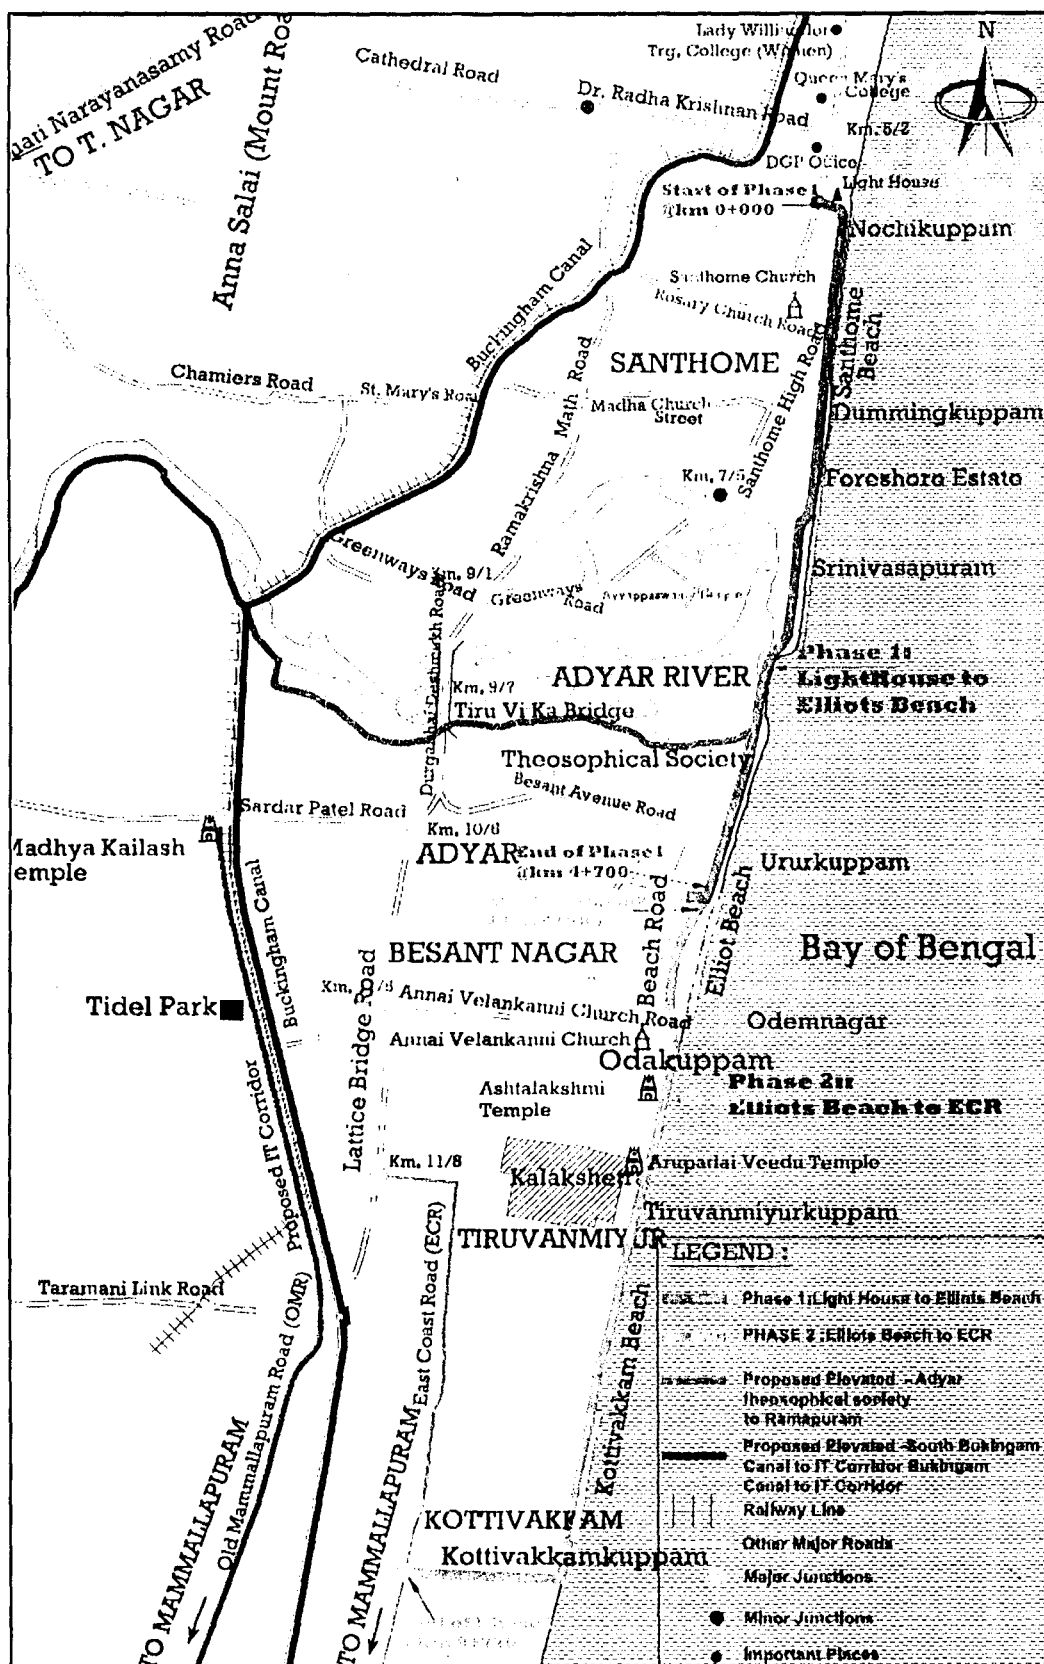 Lady Willingdon
Trg. College (Women)
Cathedral Road
Queen Mary's
College
Dr. Radha Krishnan Road
Narayanasamy Road
TO T. NAGAR
Anna Salai (Mount Road
Km. 5/2
DGP Office
Light House
Start of Phase 1
@km 0+000
Nochikuppam
Buckingham Canal
Santhome Church
Rosary Church Road
Santhome
Beach
SANTHOME
Chamiers Road
St. Mary's Road
Ramakrishna Math Road
Madha Church
Street
Santhome High Road
Dummingkuppam
Km. 7/5
Foreshore Estate
Greenways Road
Km. 9/1
Greenways
Road
Srinivasapuram
Durgabhai Deshmukh Road
ADYAR RIVER
Phase 1:
LightHouse to
Elliots Beach
Km. 9/7
Tiru Vi Ka Bridge
Theosophical Society
Besant Avenue Road
Sardar Patel Road
Km. 10/6
Madhya Kailash
emple
ADYAR
End of Phase 1
@km 4+700
Ururkuppam
Elliot Beach
Beach Road
Buckingham Canal
BESANT NAGAR
Bay of Bengal
Lattice Bridge Road
Annai Velankanni Church Road
Tidel Park
Annai Velankanni Church
Odemnagar
Odakuppam
Proposed IT Corridor
Ashtalakshmi
Temple
Phase 2:
Elliots Beach to ECR
Km. 11/8
Kalakshetra
Arupadai Veedu Temple
Tiruvanmiyurkuppam
TIRUVANMIYUR
Taramani Link Road
Old Mammallapuram Road (OMR)
East Coast Road (ECR)
Kottivakkam Beach
TO MAMMALLAPURAM
TO MAMMALLAPURAM
KOTTIVAKKAM
Kottivakkamkuppam
N
LEGEND :
Phase 1:Light House to Elliots Beach
PHASE 2 :Elliots Beach to ECR
Proposed Elevated - Adyar
theosophical society
to Ramapuram
Proposed Elevated -South Bukingam
Canal to IT Corridor Bukingam
Canal to IT Corridor
Railway Line
Other Major Roads
Major Junctions
Minor Junctions
Important Places